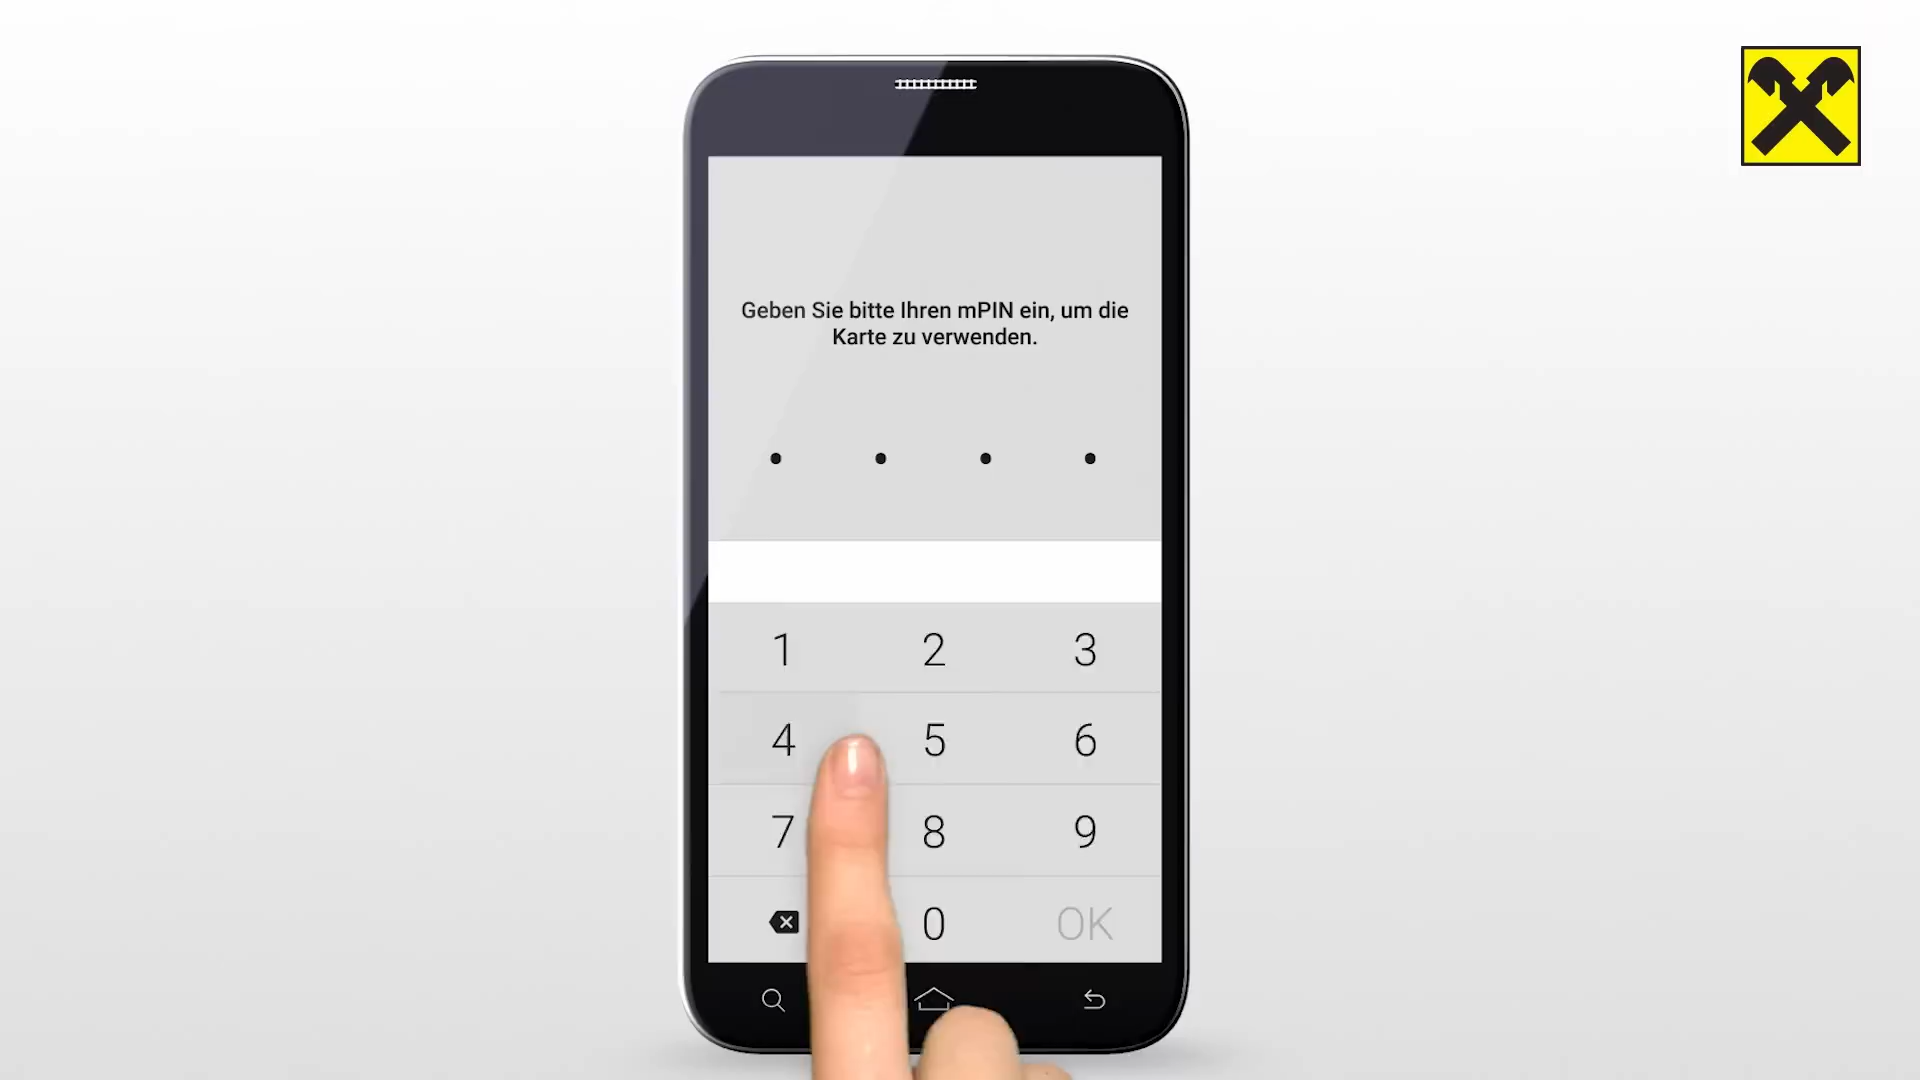 Geben Sie bitte Ihren mPIN ein, um die
Karte zu verwenden.
1 2 3
4 5 6
7 8 9
0 OK